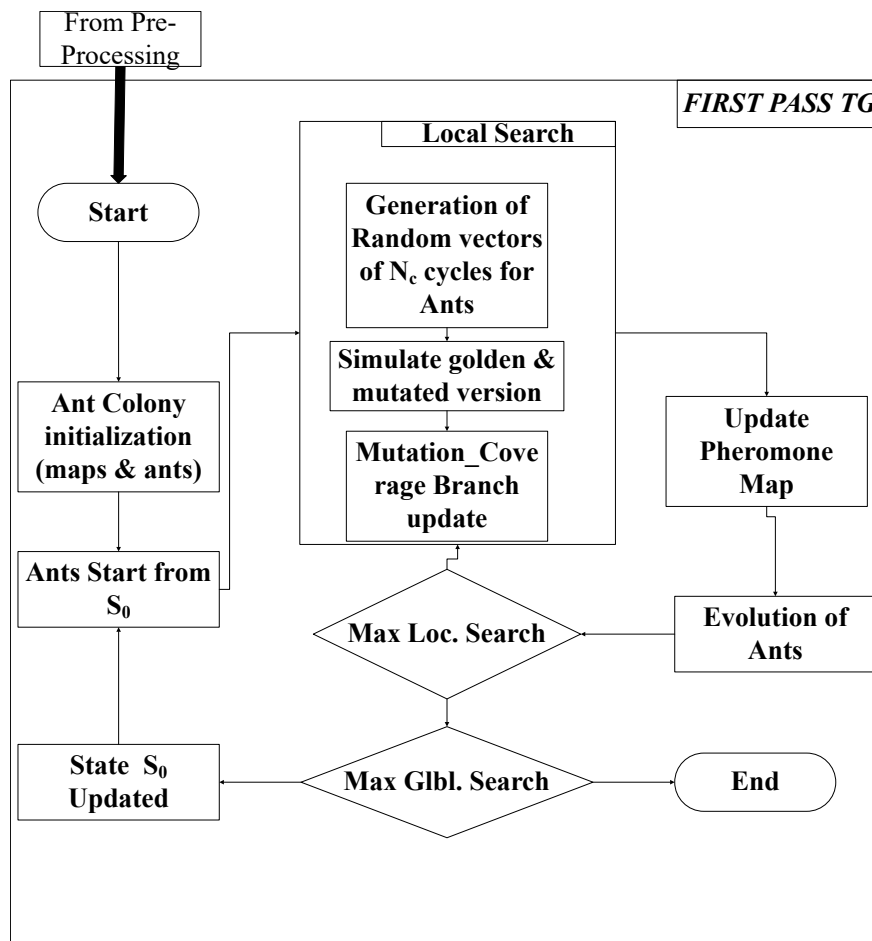 From Pre-
Processing
FIRST PASS TG
Local Search
Start
Generation of
Random vectors
of Nc cycles for
Ants
Simulate golden &
mutated version
Mutation_Cove
rage Branch
update
Ant Colony
initialization
(maps & ants)
Update
Pheromone
Map
Ants Start from
S0
Max Loc. Search
Evolution of
Ants
State S0
Updated
Max Glbl. Search
End